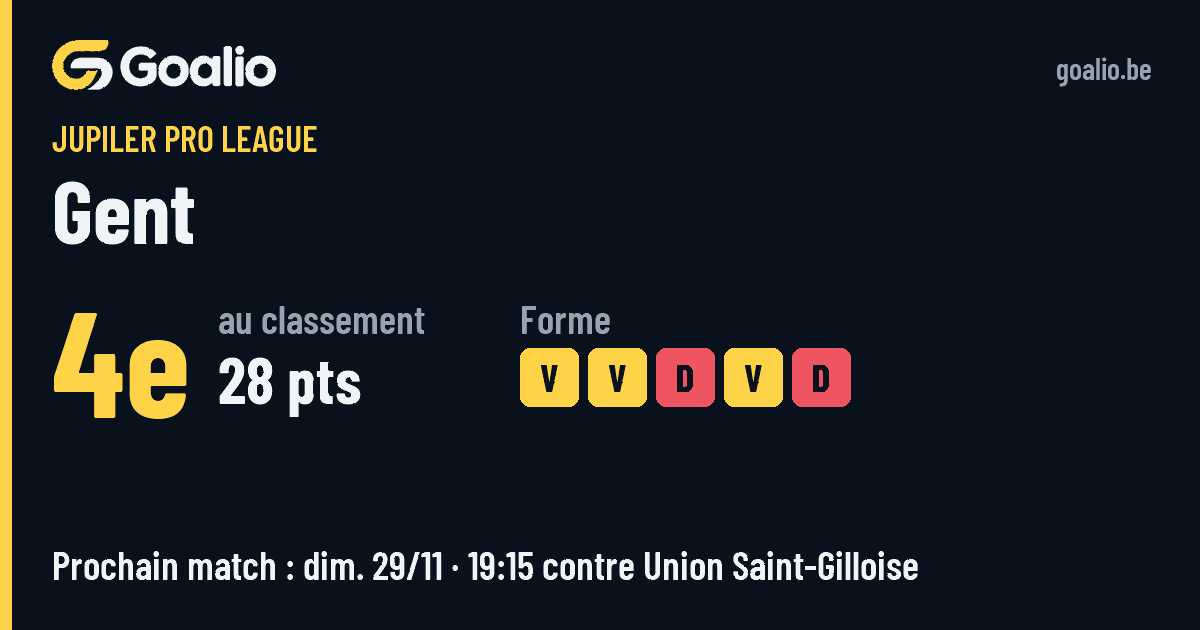 Goalio
goalio.be
JUPILER PRO LEAGUE
Gent
4e
au classement
28 pts
Forme
V V D V D
Prochain match : dim. 29/11 · 19:15 contre Union Saint-Gilloise